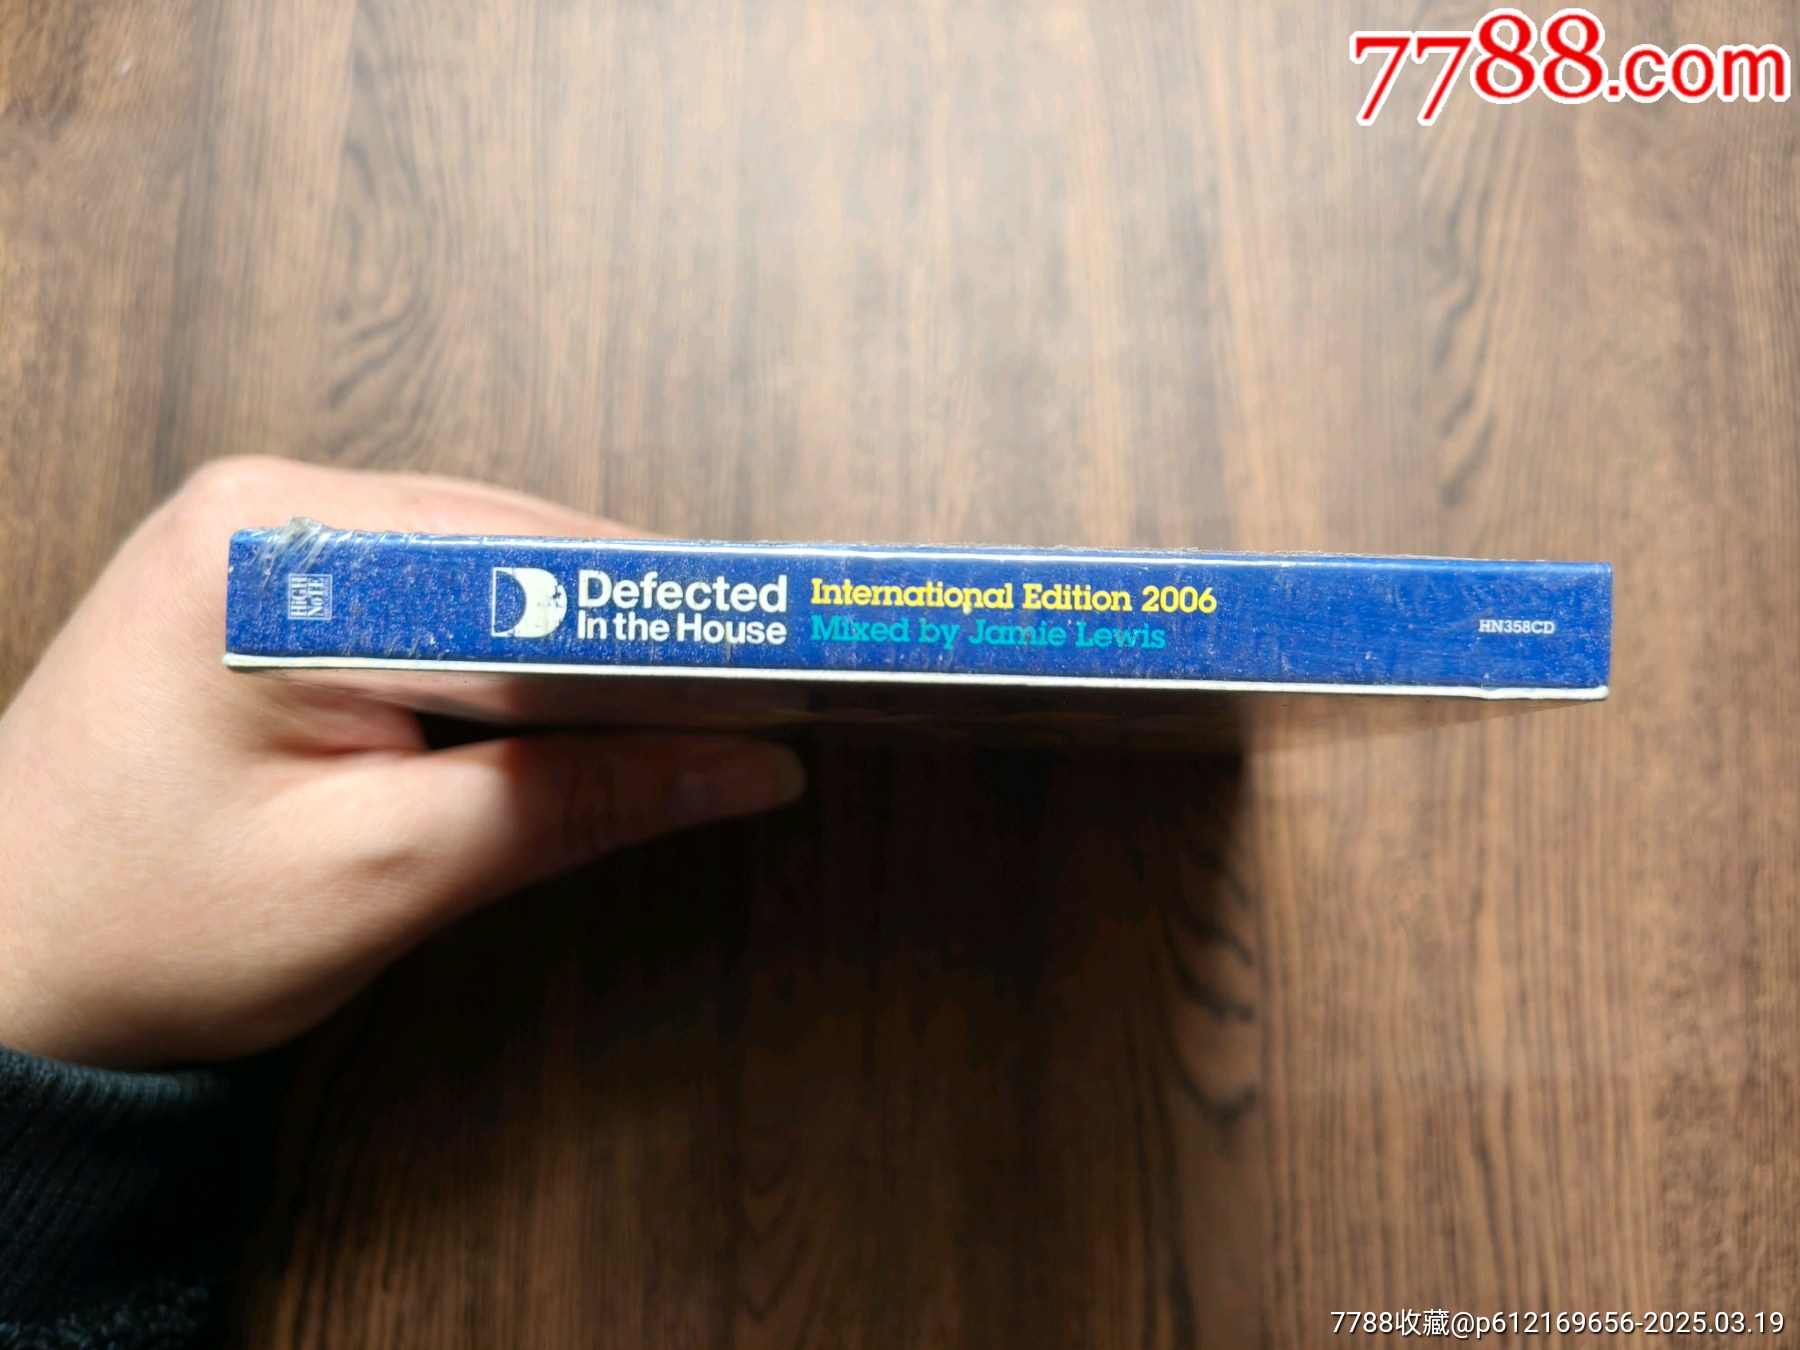 7788.com
HIGH
NOTE
Defected
In the House
International Edition 2006
Mixed by Jamie Lewis
HN358CD
7788收藏@p612169656-2025.03.19